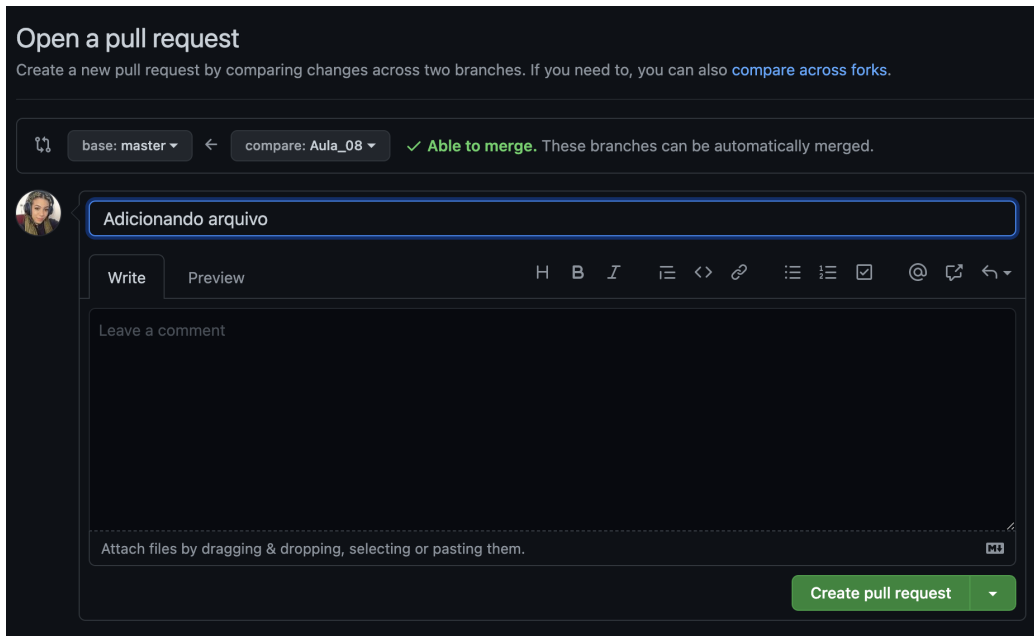 Open a pull request
Create a new pull request by comparing changes across two branches. If you need to, you can also compare across forks.
base: master compare: Aula_08 Able to merge. These branches can be automatically merged.
Adicionando arquivo
Write Preview H B I
Leave a comment
Attach files by dragging & dropping, selecting or pasting them.
Create pull request